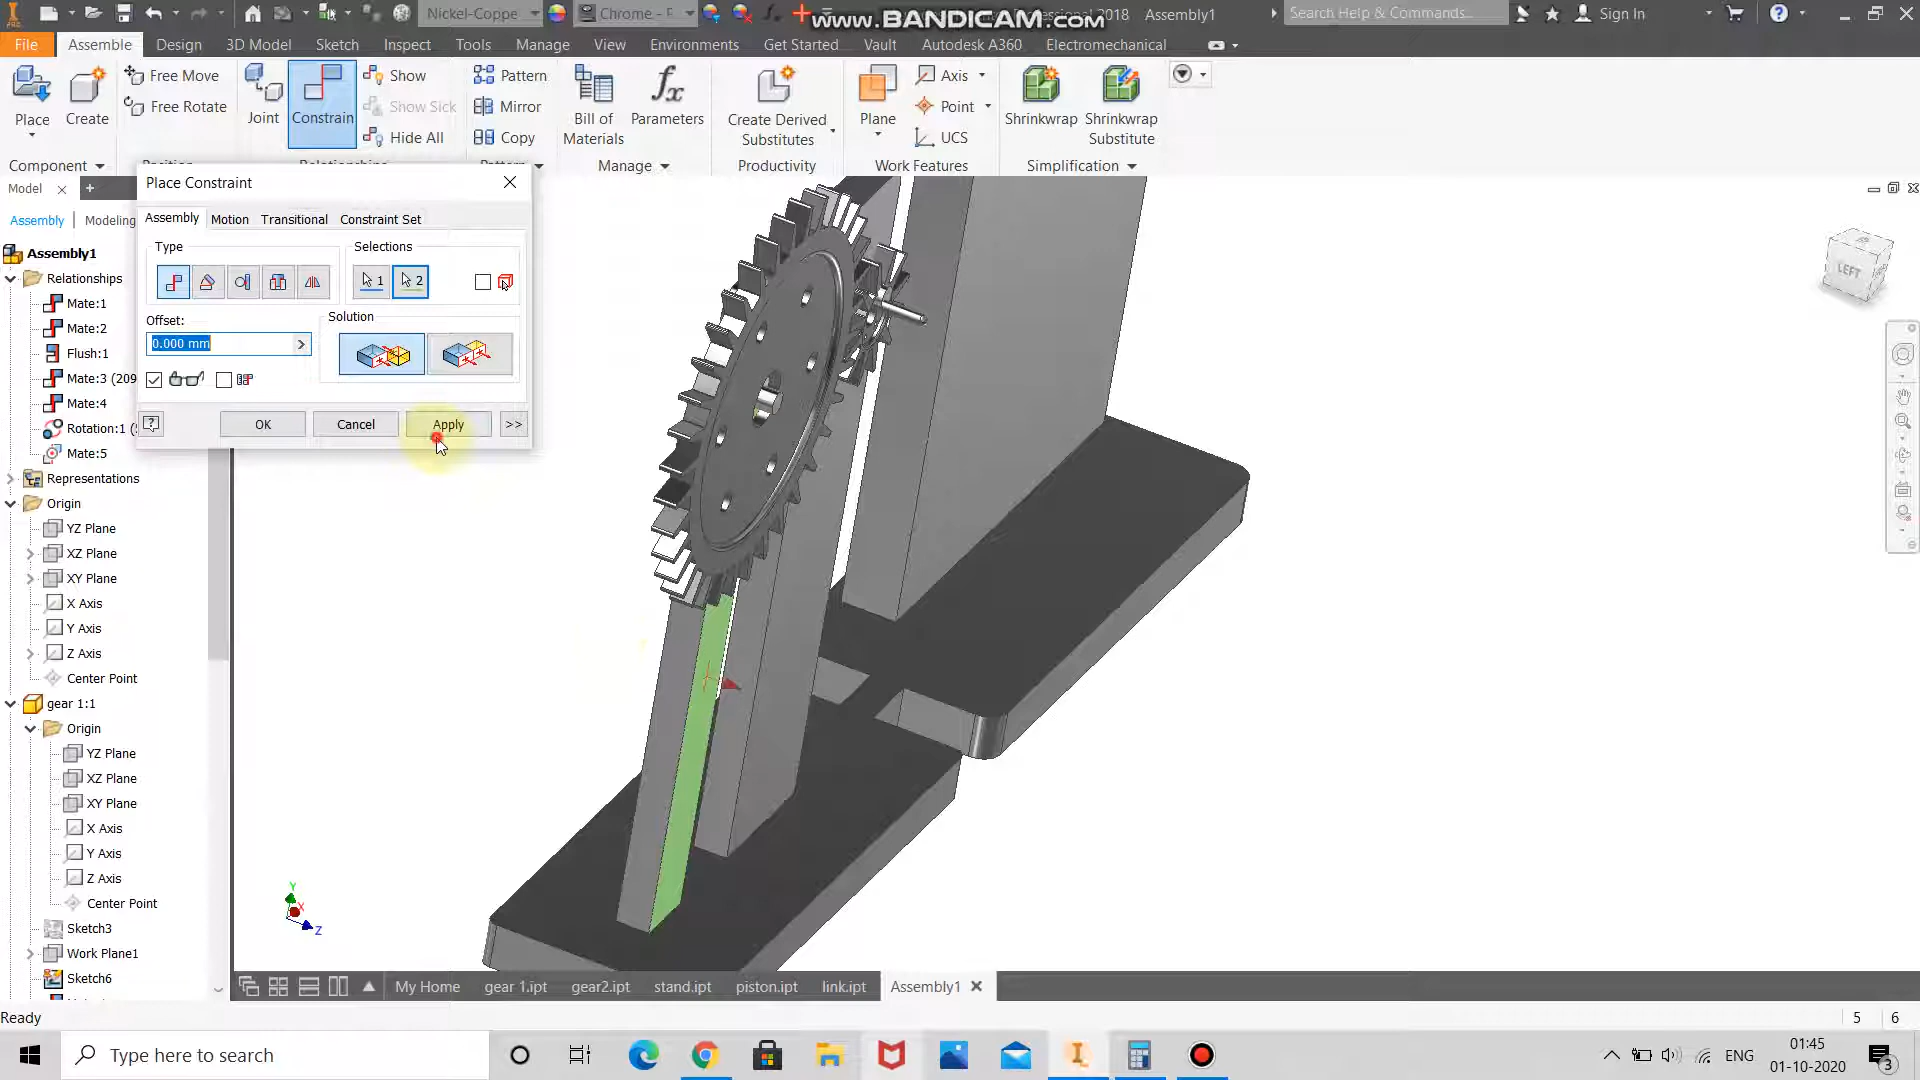 Nickel-Coppe
Chrome - P
www.BANDICAM.com
2018 Assembly1
Search Help & Commands...
Sign In
File Assemble Design 3D Model Sketch Inspect Tools Manage View Environments Get Started Vault Autodesk A360 Electromechanical
Place
Create
Free Move
Free Rotate
Joint
Constrain
Show
Show Sick
Hide All
Pattern
Mirror
Copy
Bill of
Materials
Parameters
Create Derived
Substitutes
Plane
Axis
Point
UCS
Shrinkwrap
Shrinkwrap
Substitute
Component
Manage
Productivity
Work Features
Simplification
Model
Assembly
Modeling
Place Constraint
Assembly Motion Transitional Constraint Set
Type
Selections
1
2
Offset:
0.000 mm
Solution
OK
Cancel
Apply
>>
Assembly1
Relationships
Mate:1
Mate:2
Flush:1
Mate:3 (209
Mate:4
Rotation:1
Mate:5
Representations
Origin
YZ Plane
XZ Plane
XY Plane
X Axis
Y Axis
Z Axis
Center Point
gear 1:1
Origin
YZ Plane
XZ Plane
XY Plane
X Axis
Y Axis
Z Axis
Center Point
Sketch3
Work Plane1
Sketch6
LEFT
Y
X
Z
My Home gear 1.ipt gear2.ipt stand.ipt piston.ipt link.ipt Assembly1
Ready
5 6
Type here to search
ENG
01:45
01-10-2020
3